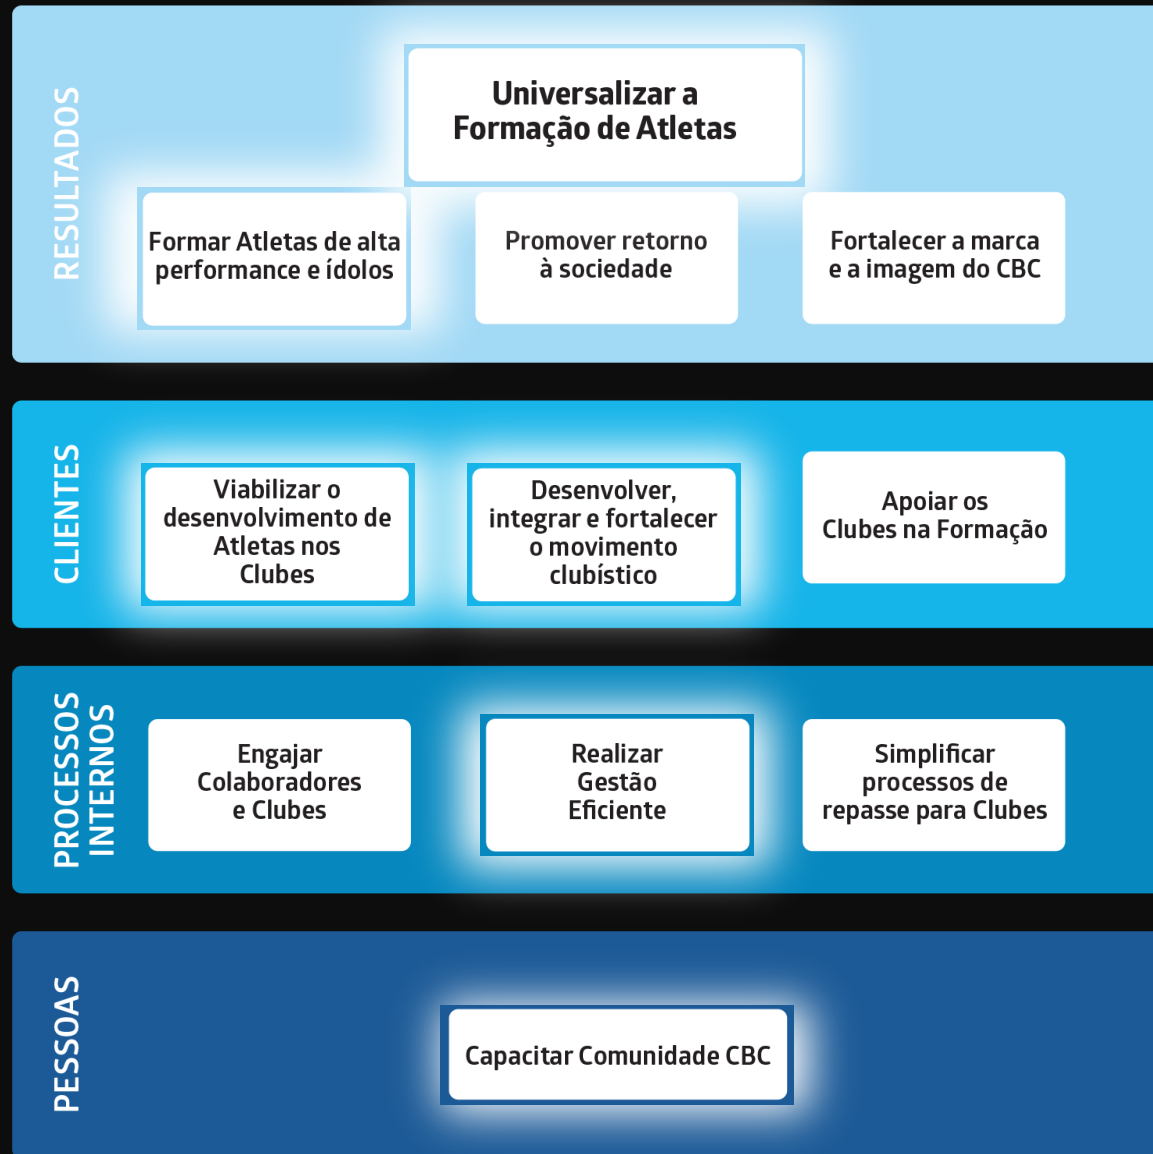 RESULTADOS
Universalizar a
Formação de Atletas
Formar Atletas de alta
performance e ídolos
Promover retorno
à sociedade
Fortalecer a marca
e a imagem do CBC
CLIENTES
Viabilizar o
desenvolvimento de
Atletas nos
Clubes
Desenvolver,
integrar e fortalecer
o movimento
clubístico
Apoiar os
Clubes na Formação
PROCESSOS
INTERNOS
Engajar
Colaboradores
e Clubes
Realizar
Gestão
Eficiente
Simplificar
processos de
repasse para Clubes
PESSOAS
Capacitar Comunidade CBC